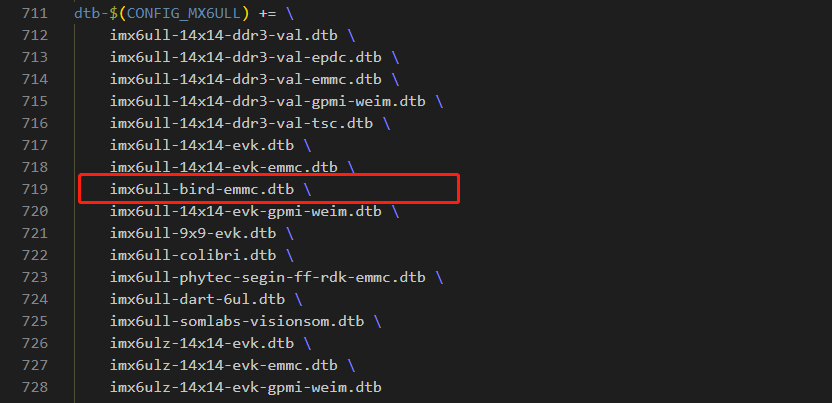 711 dtb-$(CONFIG_MX6ULL) += \
712 imx6ull-14x14-ddr3-val.dtb \
713 imx6ull-14x14-ddr3-val-epdc.dtb \
714 imx6ull-14x14-ddr3-val-emmc.dtb \
715 imx6ull-14x14-ddr3-val-gpmi-weim.dtb \
716 imx6ull-14x14-ddr3-val-tsc.dtb \
717 imx6ull-14x14-evk.dtb \
718 imx6ull-14x14-evk-emmc.dtb \
719 imx6ull-bird-emmc.dtb \
720 imx6ull-14x14-evk-gpmi-weim.dtb \
721 imx6ull-9x9-evk.dtb \
722 imx6ull-colibri.dtb \
723 imx6ull-phytec-segin-ff-rdk-emmc.dtb \
724 imx6ull-dart-6ul.dtb \
725 imx6ull-somlabs-visionsom.dtb \
726 imx6ulz-14x14-evk.dtb \
727 imx6ulz-14x14-evk-emmc.dtb \
728 imx6ulz-14x14-evk-gpmi-weim.dtb